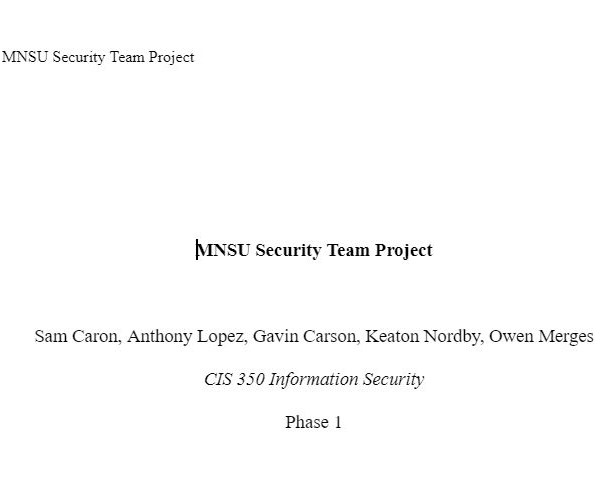 MNSU Security Team Project
MNSU Security Team Project
Sam Caron, Anthony Lopez, Gavin Carson, Keaton Nordby, Owen Merges
CIS 350 Information Security
Phase 1